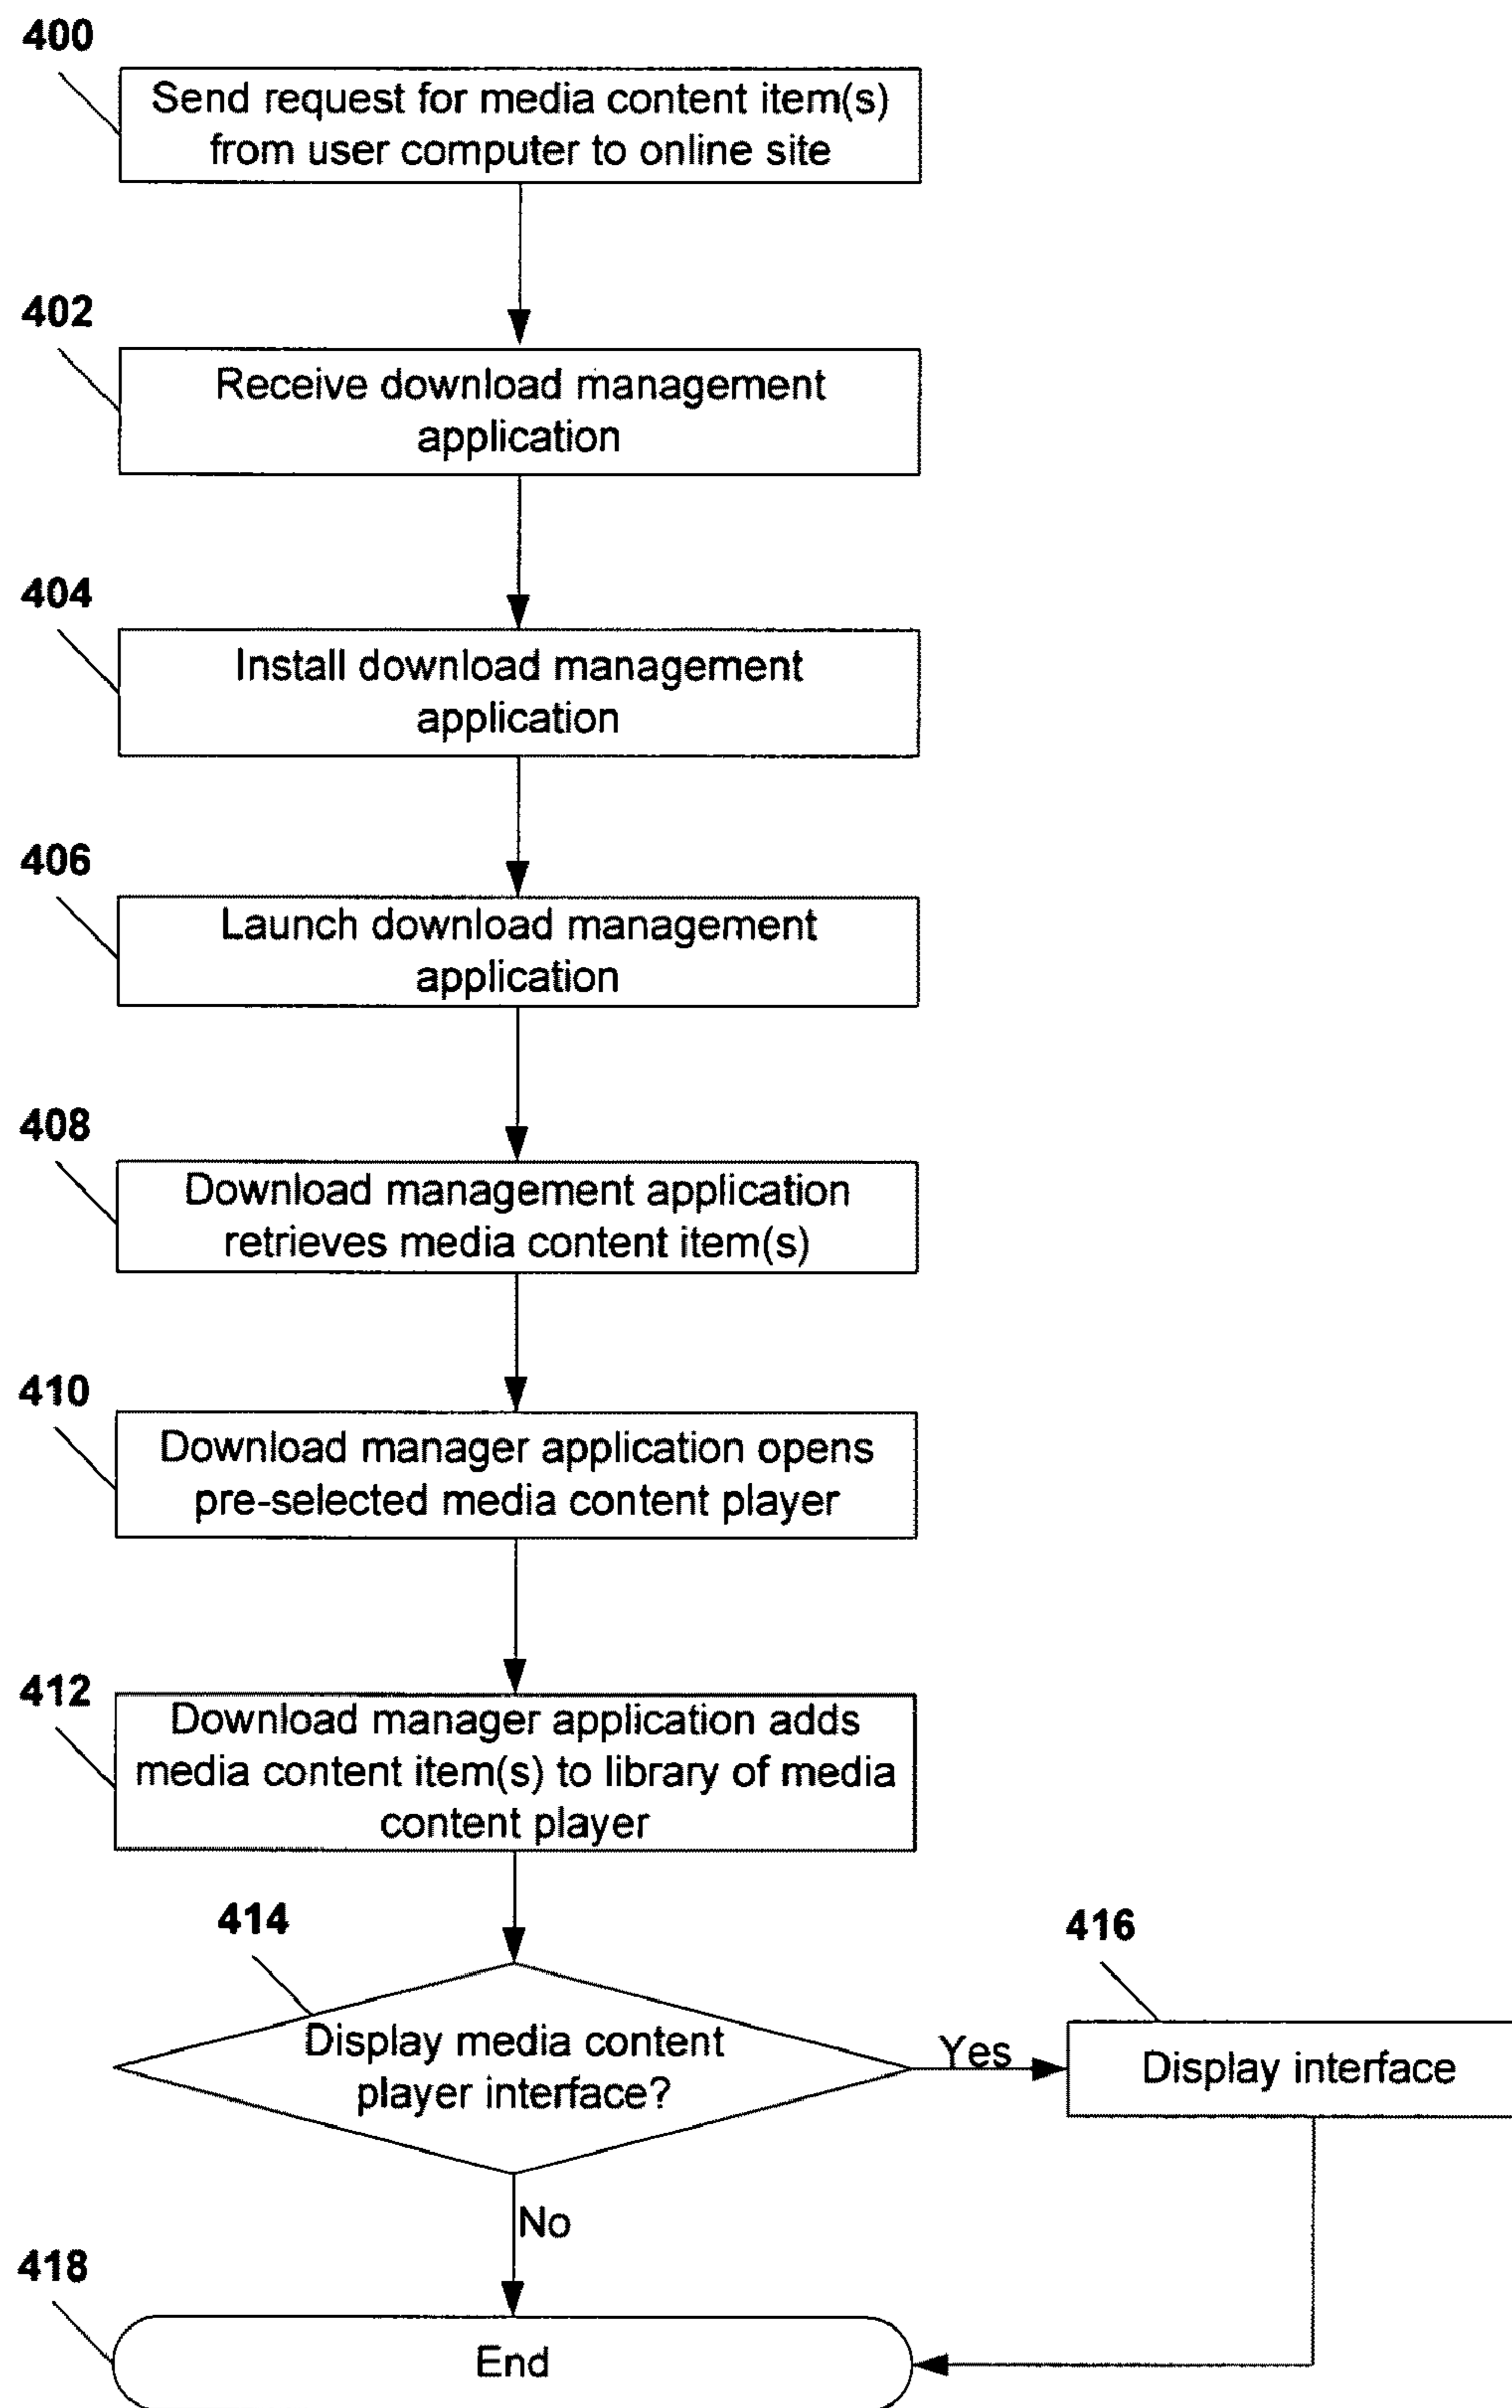 400
Send request for media content item(s)
from user computer to online site
402
Receive download management
application
404
Install download management
application
406
Launch download management
application
408
Download management application
retrieves media content item(s)
410
Download manager application opens
pre-selected media content player
412
Download manager application adds
media content item(s) to library of media
content player
414
Display media content
player interface?
Yes
416
Display interface
No
418
End